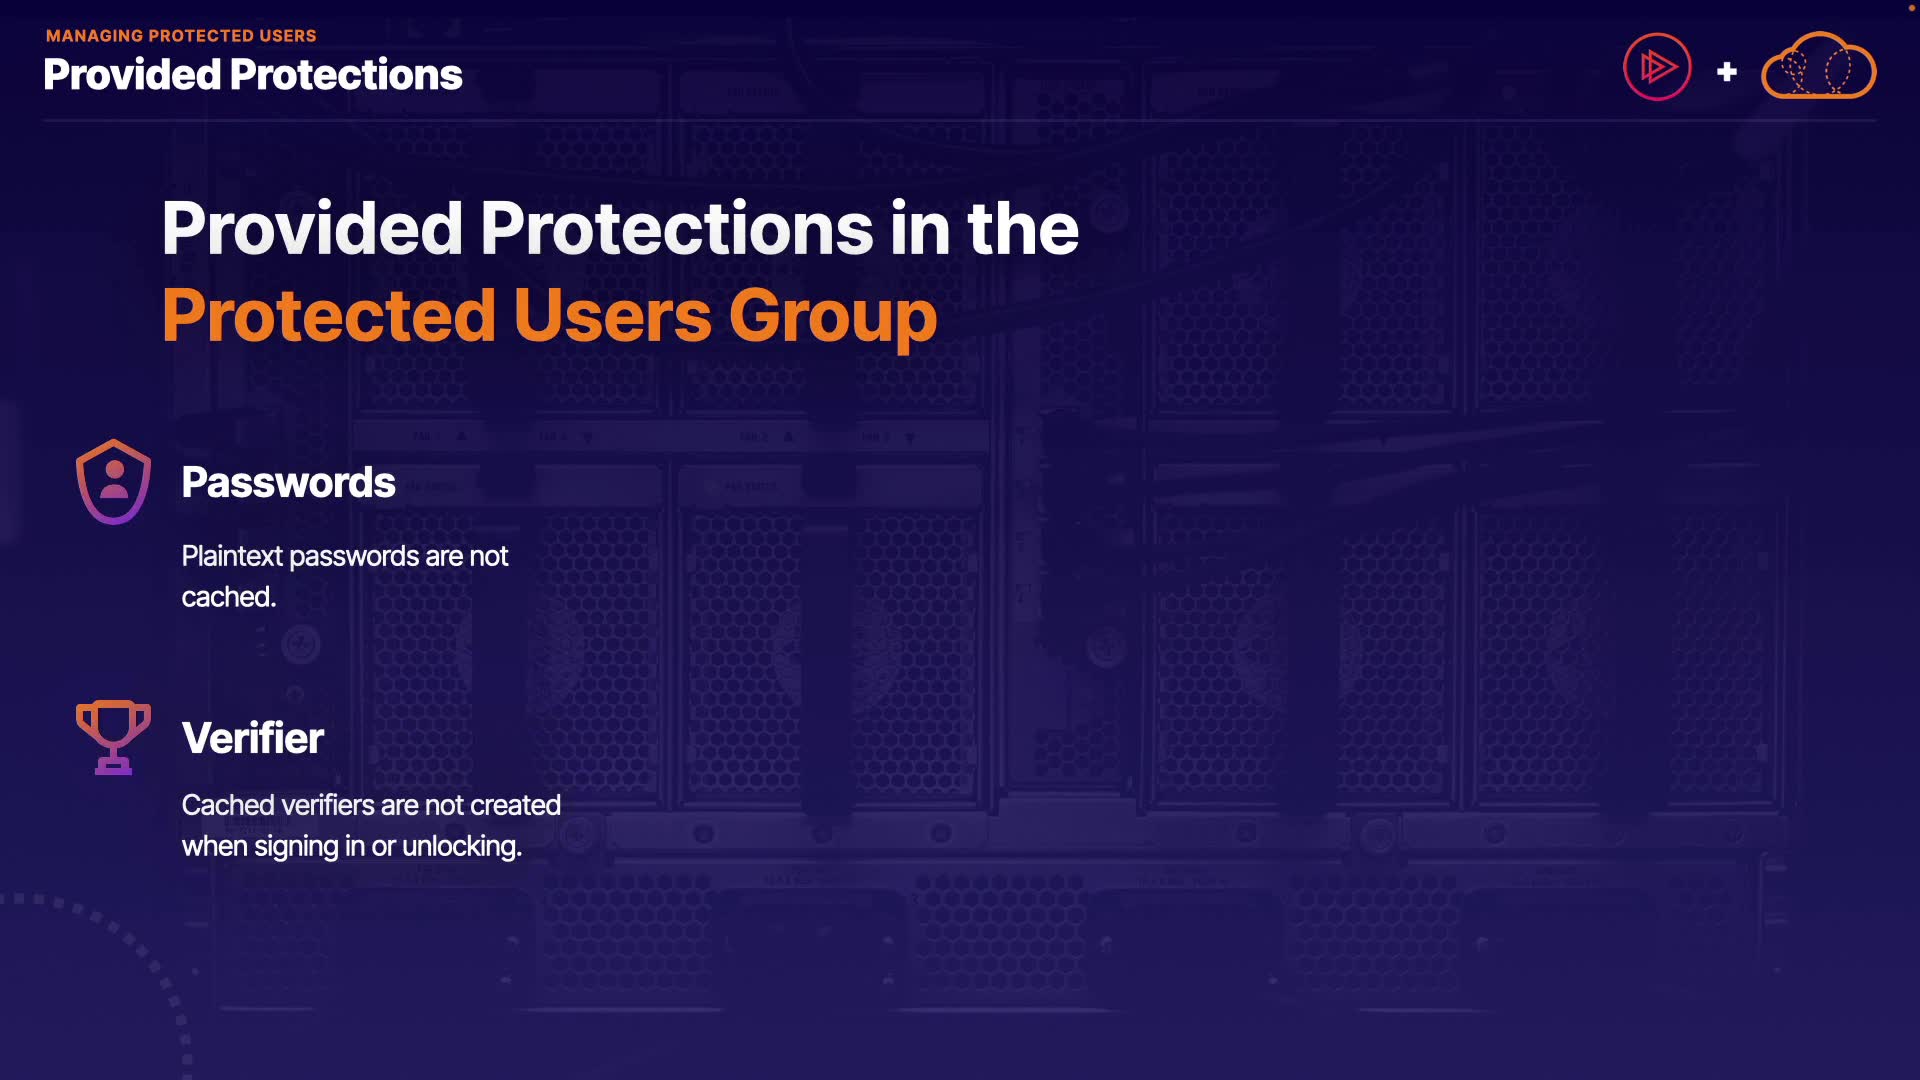 MANAGING PROTECTED USERS
Provided Protections
Provided Protections in the
Protected Users Group
Passwords
Plaintext passwords are not
cached.
Verifier
Cached verifiers are not created
when signing in or unlocking.